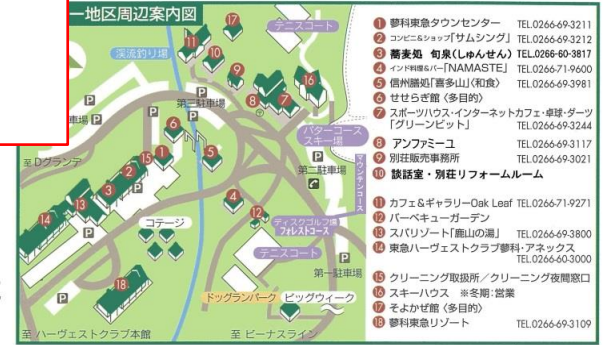 一地区周辺案内図
渓流釣り場
テニスコート
第三駐車場
車場
至Dグランデ
バターコース
スキー場
第二駐車場
マウンテンコース
コテージ
ディスクゴルフ場
フォレストコース
テニスコート
第一駐車場
ドッグランパーク
ビッグウィーク
至 ハーヴェストクラブ本館
至 ビーナスライン
1 蓼科東急タウンセンター TEL.0266-69-3211
2 コンビニ&ショップ「サムシング」 TEL.0266-69-3212
3 蕎麦処 旬泉(しゅんせん) TEL.0266-60-3817
4 インド料理&バー「NAMASTE」 TEL.0266-71-9600
5 信州膳処「喜多山」〈和食〉 TEL.0266-69-3981
6 せせらぎ館〈多目的〉
7 スポーツハウス・インターネットカフェ・卓球・ダーツ
「グリーンピット」 TEL.0266-69-3244
8 アンファミーユ TEL.0266-69-3117
9 別荘販売事務所 TEL.0266-69-3021
10 談話室・別荘リフォームルーム
11 カフェ&ギャラリーOak Leaf TEL.0266-71-9271
12 バーベキューガーデン
13 スパリゾート「鹿山の湯」 TEL.0266-69-3800
14 東急ハーヴェストクラブ蓼科・アネックス
TEL.0266-60-3000
15 クリーニング取扱所／クリーニング夜間窓口
16 スキーハウス ※冬期:営業
17 そよかぜ館〈多目的〉
18 蓼科東急リゾート TEL.0266-69-3109